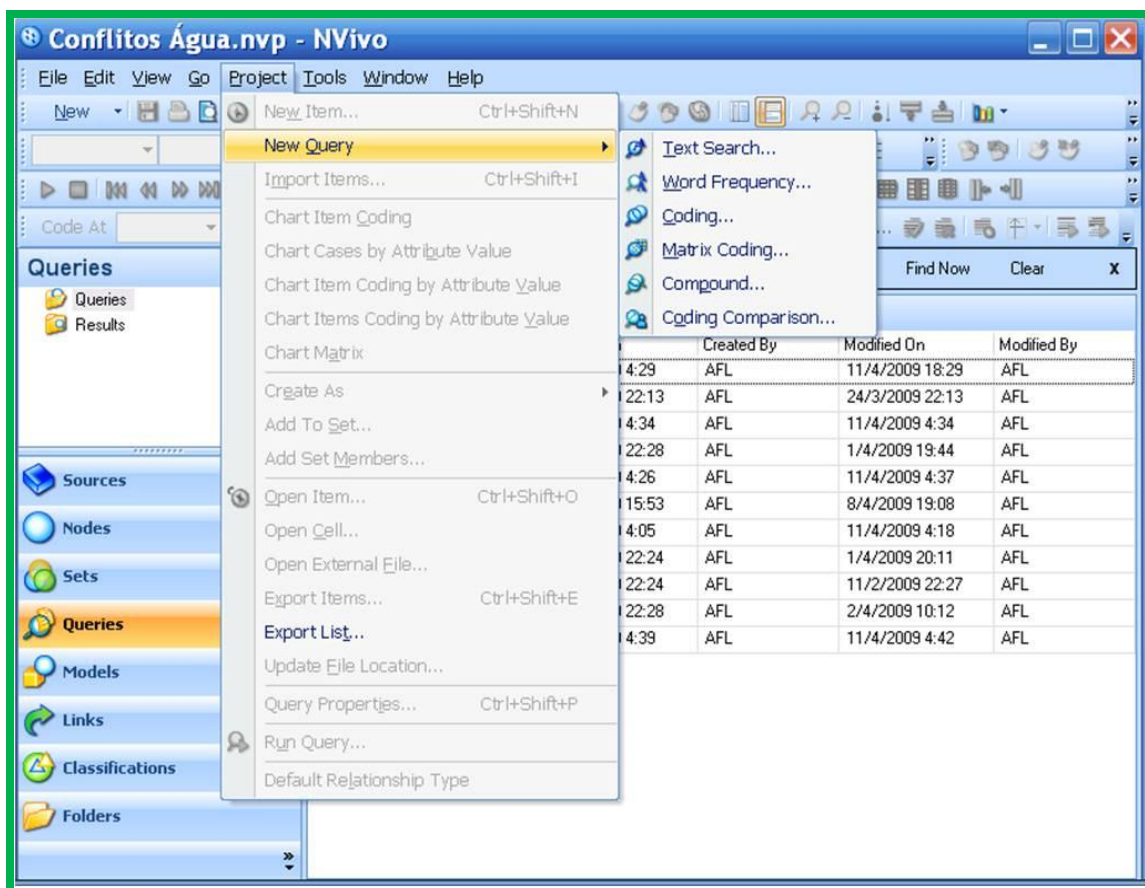 Conflitos Água.nvp - NVivo
File Edit View Go Project Tools Window Help
New
New Item... Ctrl+Shift+N
New Query
Import Items... Ctrl+Shift+I
Chart Item Coding
Chart Cases by Attribute Value
Chart Item Coding by Attribute Value
Chart Items Coding by Attribute Value
Chart Matrix
Create As
Add To Set...
Add Set Members...
Open Item... Ctrl+Shift+O
Open Cell...
Open External File...
Export Items... Ctrl+Shift+E
Export List...
Update File Location...
Query Properties... Ctrl+Shift+P
Run Query...
Default Relationship Type
Text Search...
Word Frequency...
Coding...
Matrix Coding...
Compound...
Coding Comparison...
Code At
Queries
Queries
Results
Sources
Nodes
Sets
Queries
Models
Links
Classifications
Folders
Find Now Clear X
Created By Modified On Modified By
4:29 AFL 11/4/2009 18:29 AFL
22:13 AFL 24/3/2009 22:13 AFL
4:34 AFL 11/4/2009 4:34 AFL
22:28 AFL 1/4/2009 19:44 AFL
4:26 AFL 11/4/2009 4:37 AFL
15:53 AFL 8/4/2009 19:08 AFL
4:05 AFL 11/4/2009 4:18 AFL
22:24 AFL 1/4/2009 20:11 AFL
22:24 AFL 11/2/2009 22:27 AFL
22:28 AFL 2/4/2009 10:12 AFL
4:39 AFL 11/4/2009 4:42 AFL